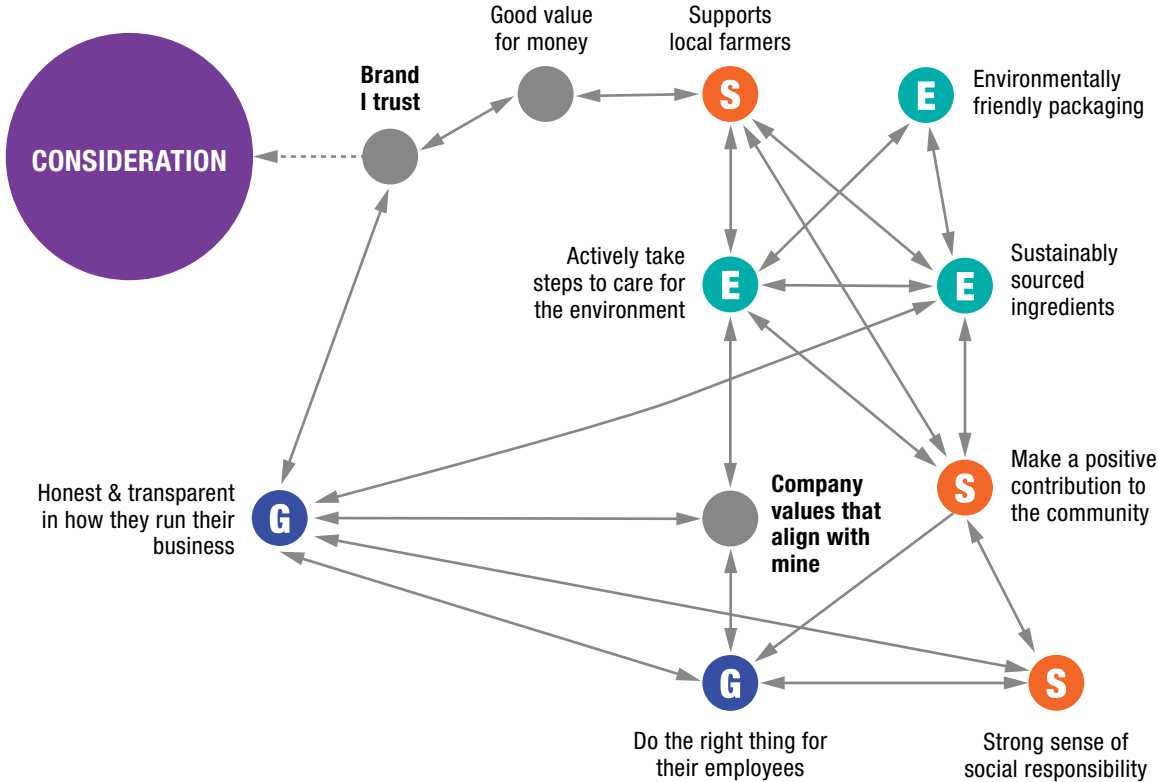 Good value
for money
Supports
local farmers
Brand
I trust
S
E
Environmentally
friendly packaging
CONSIDERATION
Actively take
steps to care for
the environment
E
E
Sustainably
sourced
ingredients
Honest & transparent
in how they run their
business
G
Company
values that
align with
mine
S
Make a positive
contribution to
the community
G
S
Do the right thing for
their employees
Strong sense of
social responsibility